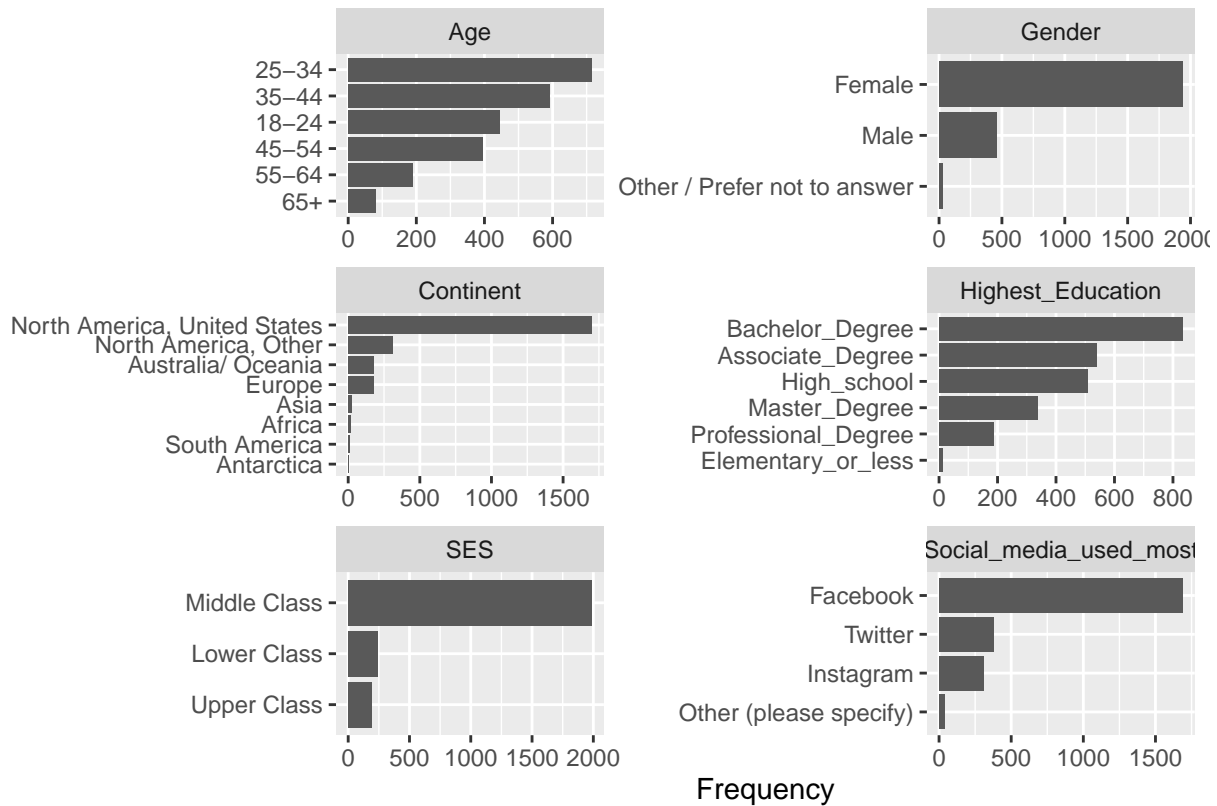 Age
25−34
35−44
18−24
45−54
55−64
65+
0 200 400 600
Gender
Female
Male
Other / Prefer not to answer
0 500 1000 1500 2000
Continent
North America, United States
North America, Other
Australia/ Oceania
Europe
Asia
Africa
South America
Antarctica
0 500 1000 1500
Highest_Education
Bachelor_Degree
Associate_Degree
High_school
Master_Degree
Professional_Degree
Elementary_or_less
0 200 400 600 800
SES
Middle Class
Lower Class
Upper Class
0 500 1000 1500 2000
Social_media_used_most
Facebook
Twitter
Instagram
Other (please specify)
0 500 1000 1500
Frequency